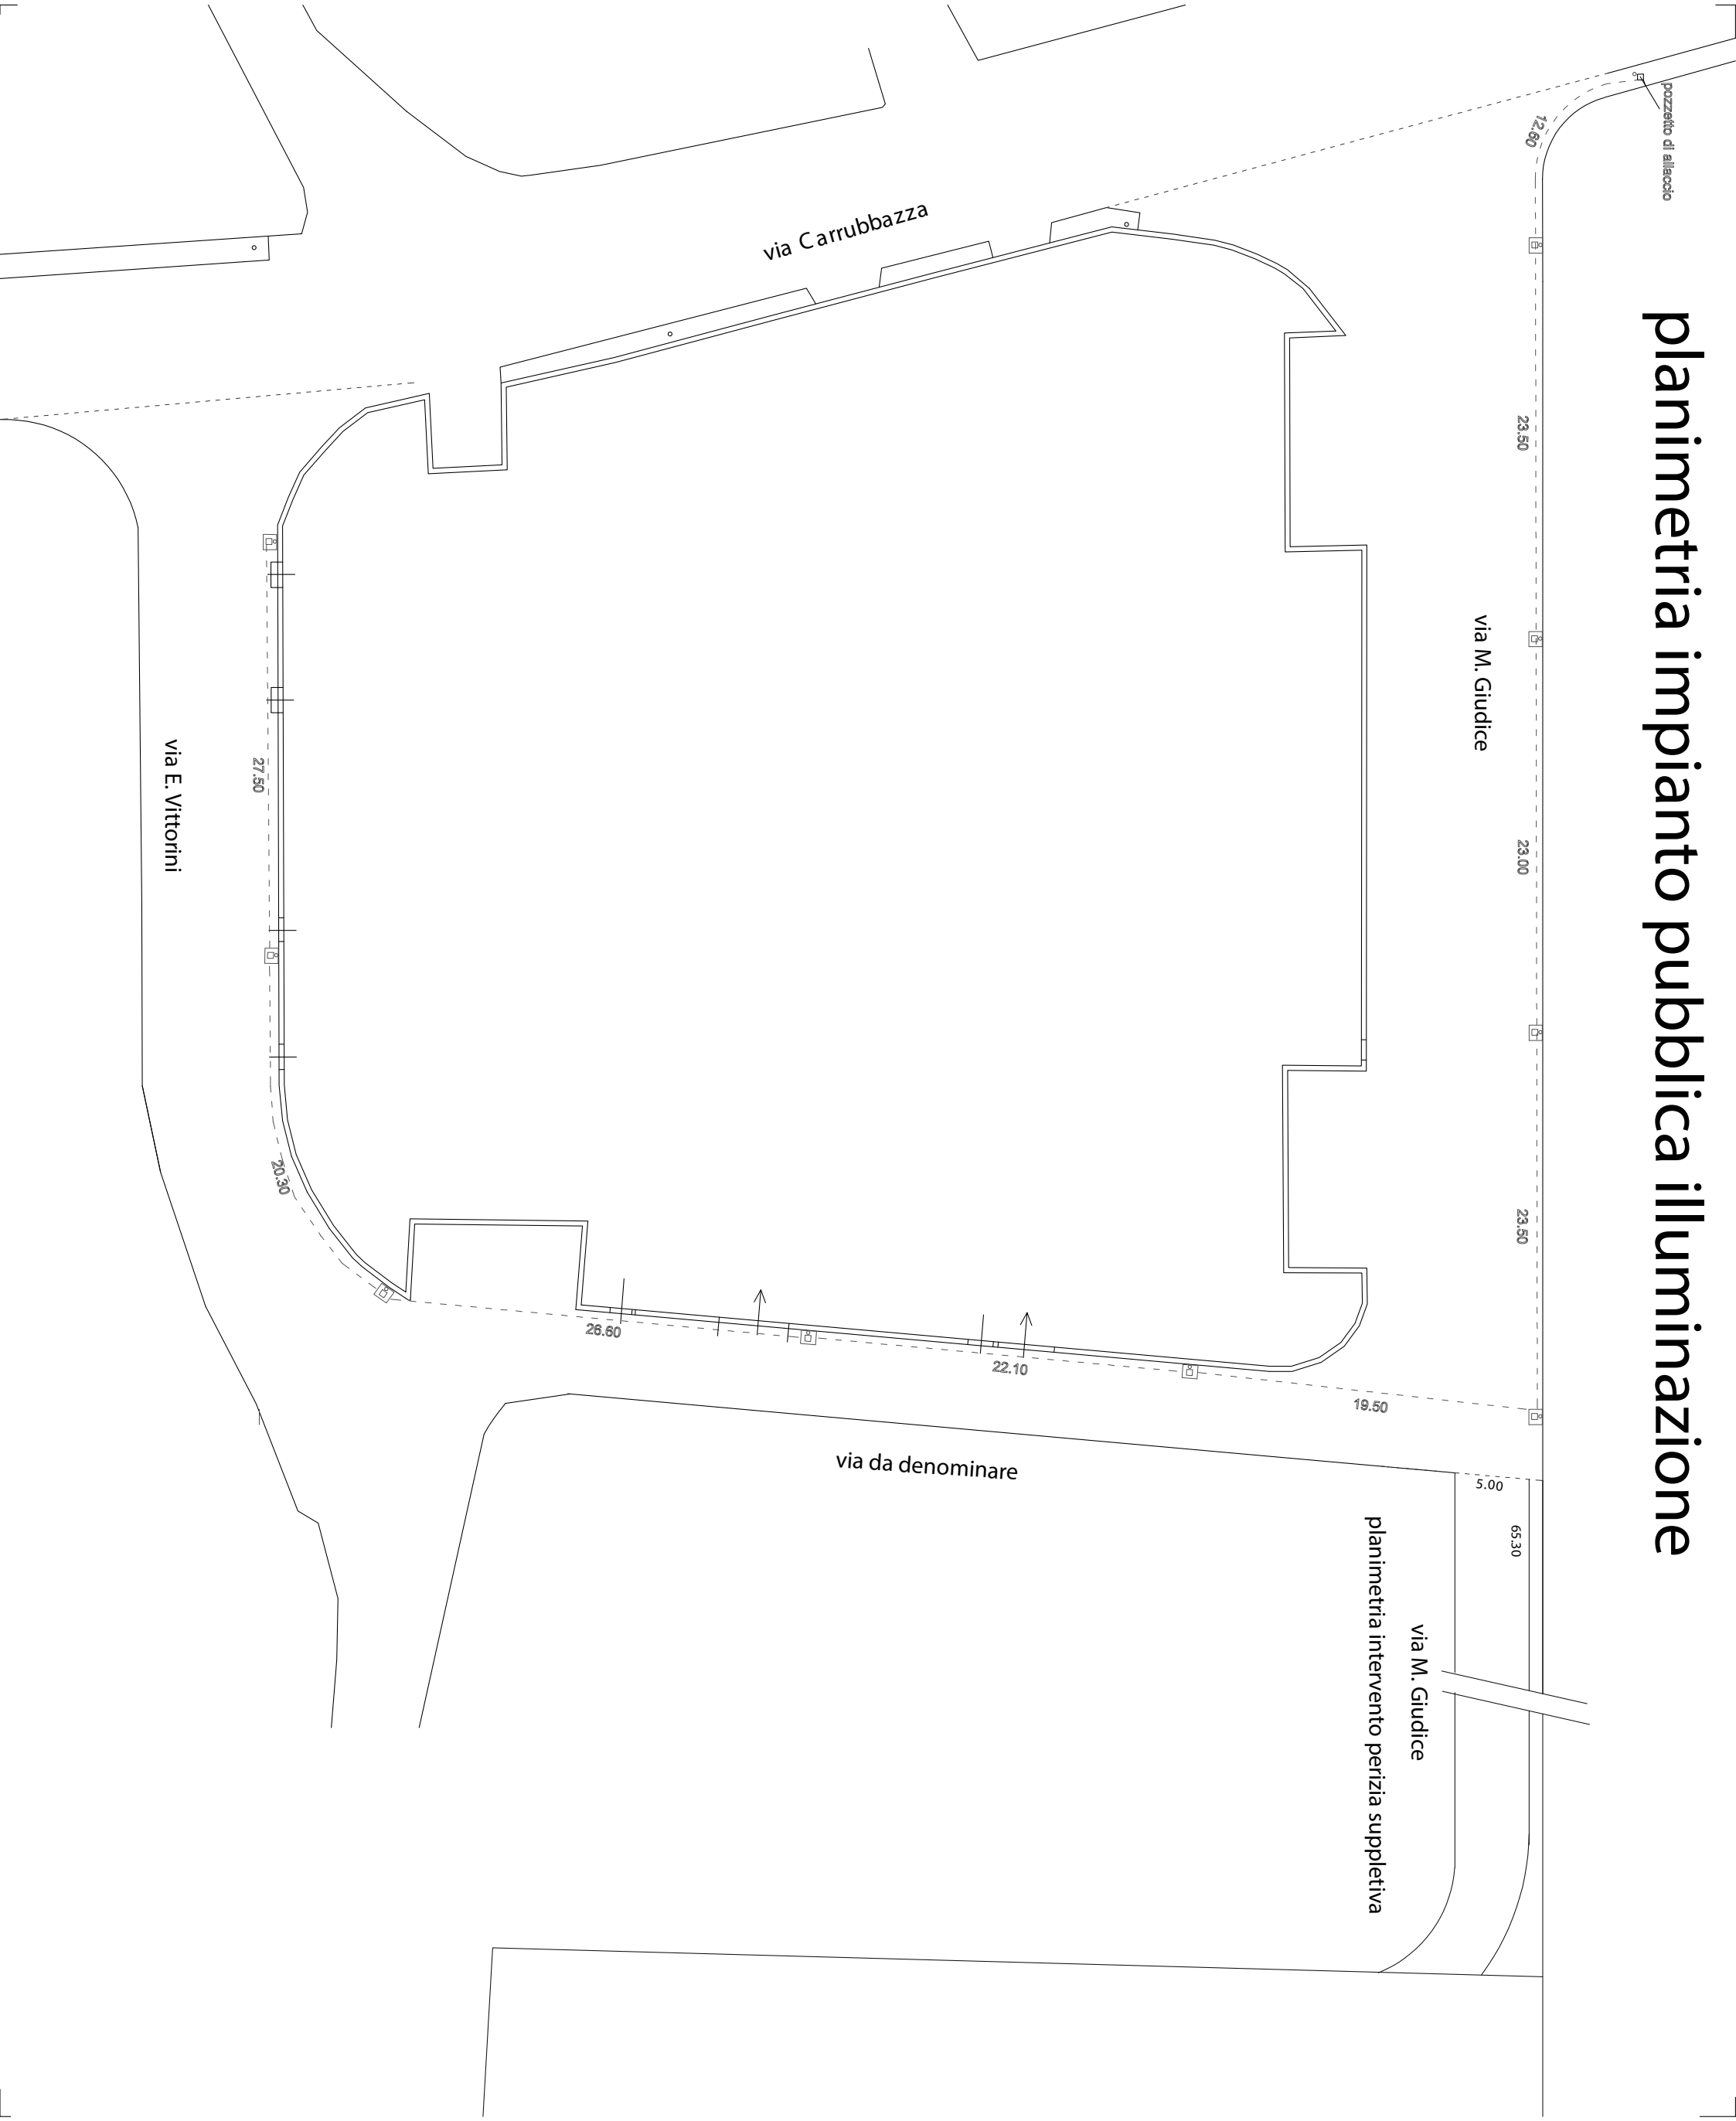 planimetria impianto pubblica illuminazione
pozzetto di allaccio
12.60
via Carrubbazza
23.50
via M. Giudice
23.00
27.50
via E. Vittorini
20.30
23.50
26.60
22.10
19.50
via da denominare
5.00
65.30
via M. Giudice
planimetria intervento perizia suppletiva